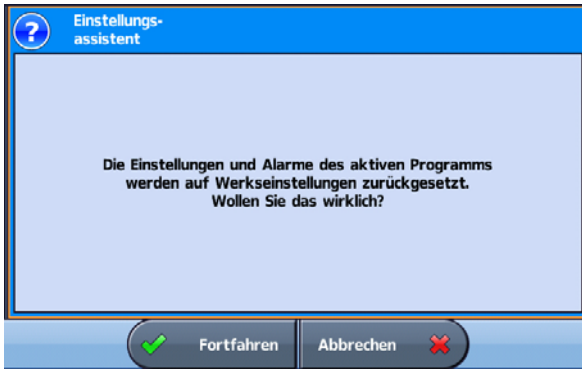 Einstellungs-
assistent
Die Einstellungen und Alarme des aktiven Programms
werden auf Werkseinstellungen zurückgesetzt.
Wollen Sie das wirklich?
Fortfahren
Abbrechen